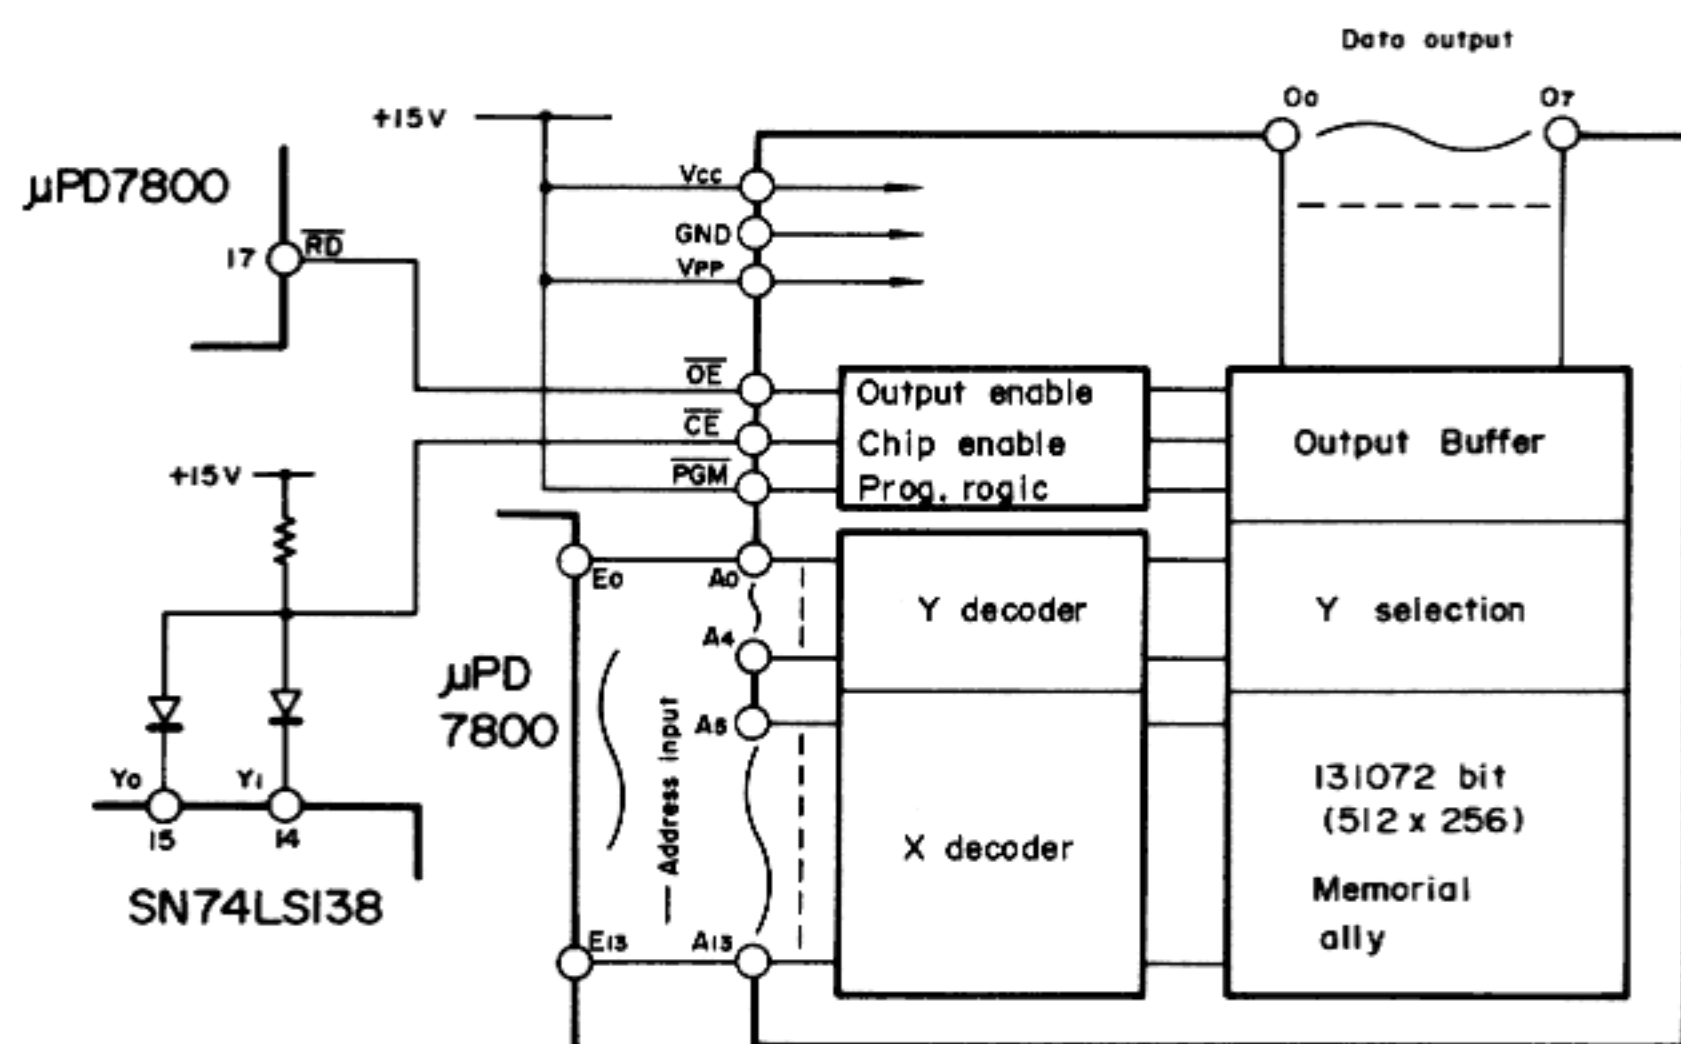 Data output
O0
O7
+15V
μPD7800
Vcc
GND
VPP
17
RD
OE
CE
PGM
Output enable
Chip enable
Prog. rogic
Output Buffer
+15V
E0
A0
Y decoder
Y selection
A4
μPD
7800
A5
Address input
X decoder
131072 bit
(512 x 256)
Memorial
ally
Y0
Y1
15
14
SN74LS138
E13
A13